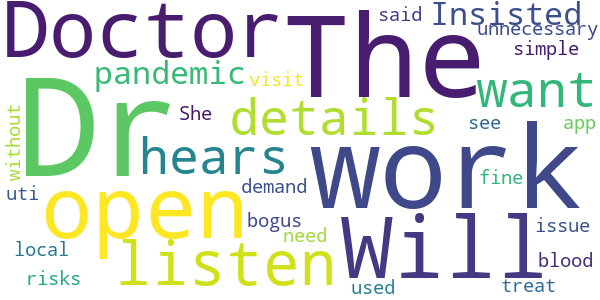 Doctor The said Insisted
unnecessary
simple
pandemic visit want
Dr She details see app
without hears work fine
uti open demand Will
bogus need issue
local listen blood
risks used treat